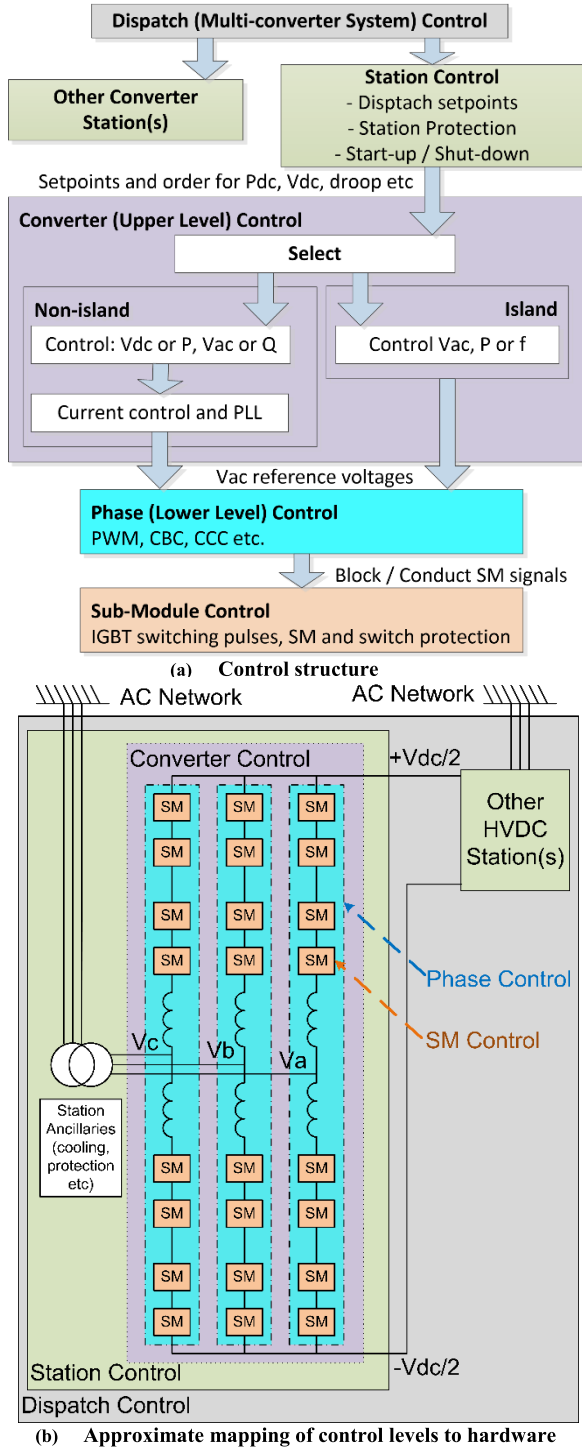 Dispatch (Multi-converter System) Control
Other Converter
Station(s)
Station Control
- Disptach setpoints
- Station Protection
- Start-up / Shut-down
Setpoints and order for Pdc, Vdc, droop etc
Converter (Upper Level) Control
Select
Non-island
Control: Vdc or P, Vac or Q
Current control and PLL
Island
Control Vac, P or f
Vac reference voltages
Phase (Lower Level) Control
PWM, CBC, CCC etc.
Block / Conduct SM signals
Sub-Module Control
IGBT switching pulses, SM and switch protection
(a) Control structure
AC Network
AC Network
Converter Control
+Vdc/2
SM SM SM
SM SM SM
SM SM SM
SM SM SM
Other
HVDC
Station(s)
Phase Control
SM Control
Vc
Vb
Va
Station
Ancillaries
(cooling,
protection
etc)
SM SM SM
SM SM SM
SM SM SM
SM SM SM
Station Control
-Vdc/2
Dispatch Control
(b) Approximate mapping of control levels to hardware